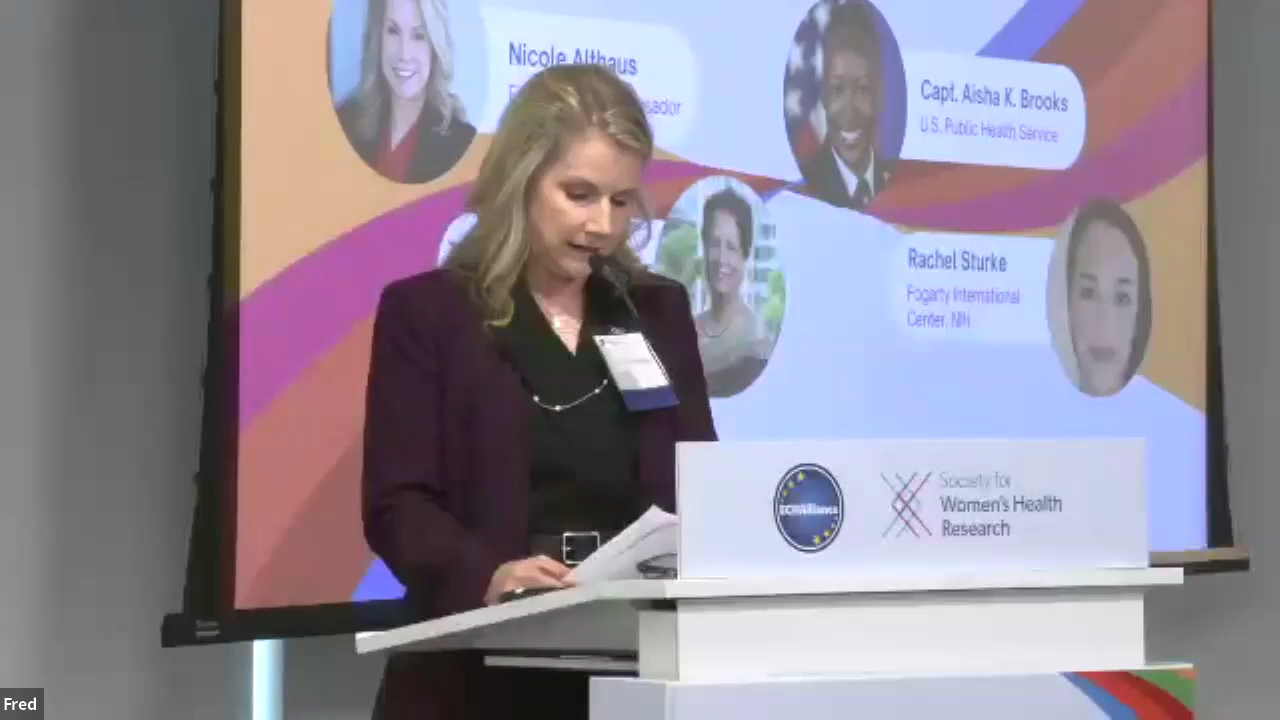 Nicole Althaus
Capt. Aisha K. Brooks
U.S. Public Health Service
Rachel Sturke
Fogarty International
Center, NIH
ECHAlliance
Society for
Women's Health
Research
Fred